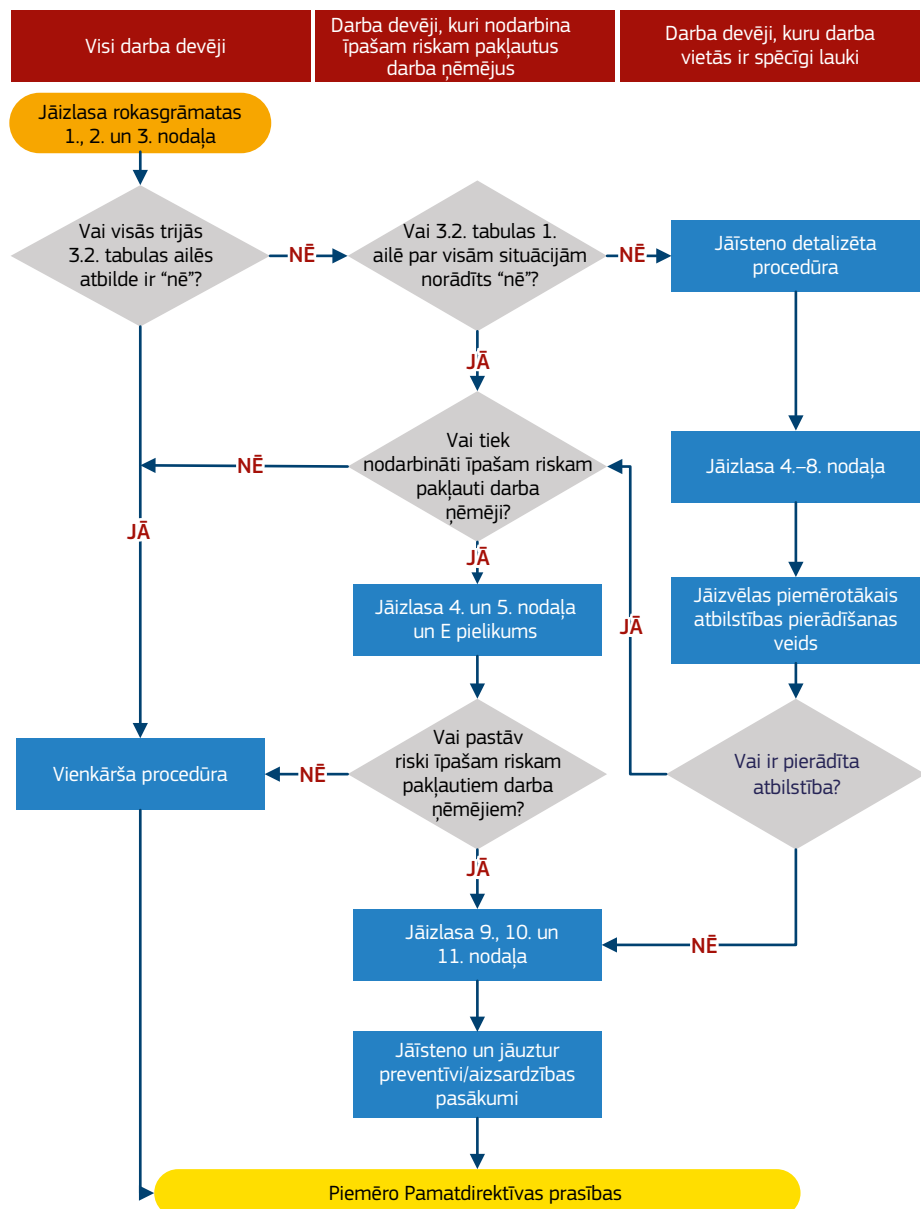 Visi darba devēji
Darba devēji, kuri nodarbina
īpašam riskam pakļautus
darba ņēmējus
Darba devēji, kuru darba
vietās ir spēcīgi lauki
Jāizlasa rokasgrāmatas
1., 2. un 3. nodaļa
Vai visās trijās
3.2. tabulas ailēs
atbilde ir “nē”?
NĒ
Vai 3.2. tabulas 1.
ailē par visām situācijām
norādīts “nē”?
NĒ
Jāīsteno detalizēta
procedūra
JĀ
Vai tiek
nodarbināti īpašam riskam
pakļauti darba
ņēmēji?
NĒ
Jāizlasa 4.–8. nodaļa
JĀ
JĀ
Jāizlasa 4. un 5. nodaļa
un E pielikums
JĀ
Jāizvēlas piemērotākais
atbilstības pierādīšanas
veids
Vienkārša procedūra
NĒ
Vai pastāv
riski īpašam riskam
pakļautiem darba
ņēmējiem?
Vai ir pierādīta
atbilstība?
JĀ
Jāizlasa 9., 10. un
11. nodaļa
NĒ
Jāīsteno un jāuztur
preventīvi/aizsardzības
pasākumi
Piemēro Pamatdirektīvas prasības